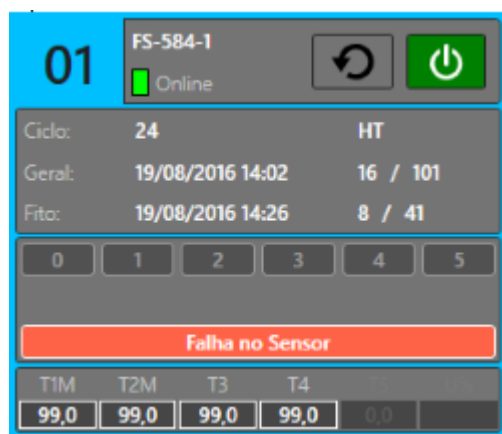 01
FS-584-1
Online
Ciclo: 24 HT
Geral: 19/08/2016 14:02 16 / 101
Fito: 19/08/2016 14:26 8 / 41
0 1 2 3 4 5
Falha no Sensor
T1M T2M T3 T4
99,0 99,0 99,0 99,0 0,0